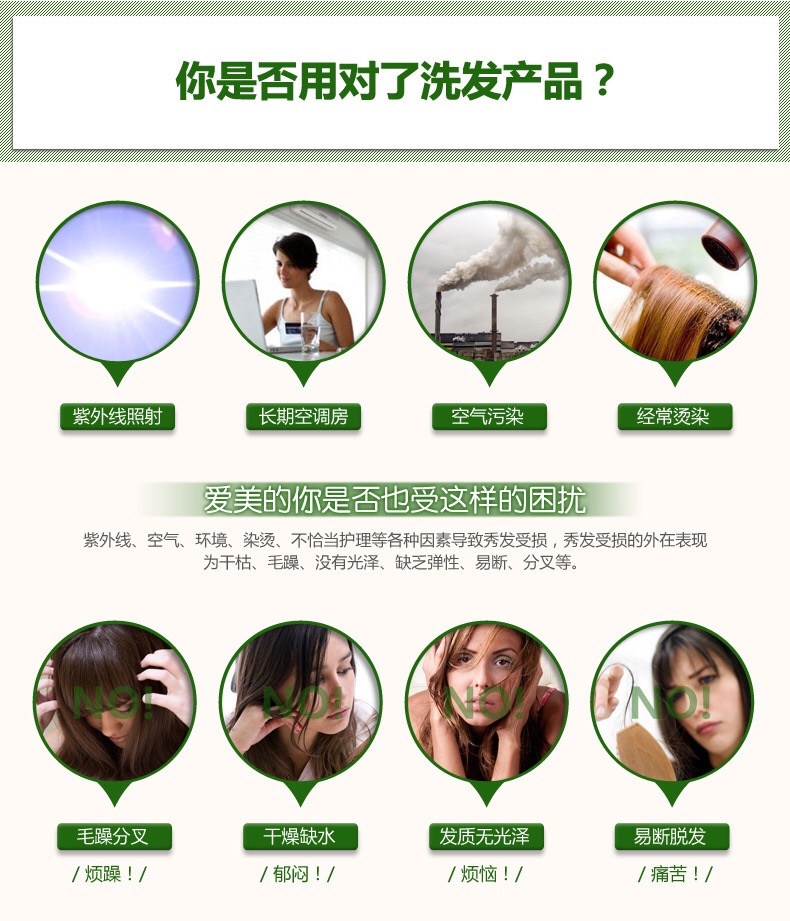 你是否用对了洗发产品？
紫外线照射
长期空调房
空气污染
经常烫染
爱美的你是否也受这样的困扰
紫外线、空气、环境、染烫、不恰当护理等各种因素导致秀发受损，秀发受损的外在表现
为干枯、毛躁、没有光泽、缺乏弹性、易断、分叉等。
NO!
NO!
NO!
NO!
毛躁分叉
干燥缺水
发质无光泽
易断脱发
/ 烦躁！/
/ 郁闷！/
/ 烦恼！/
/ 痛苦！/